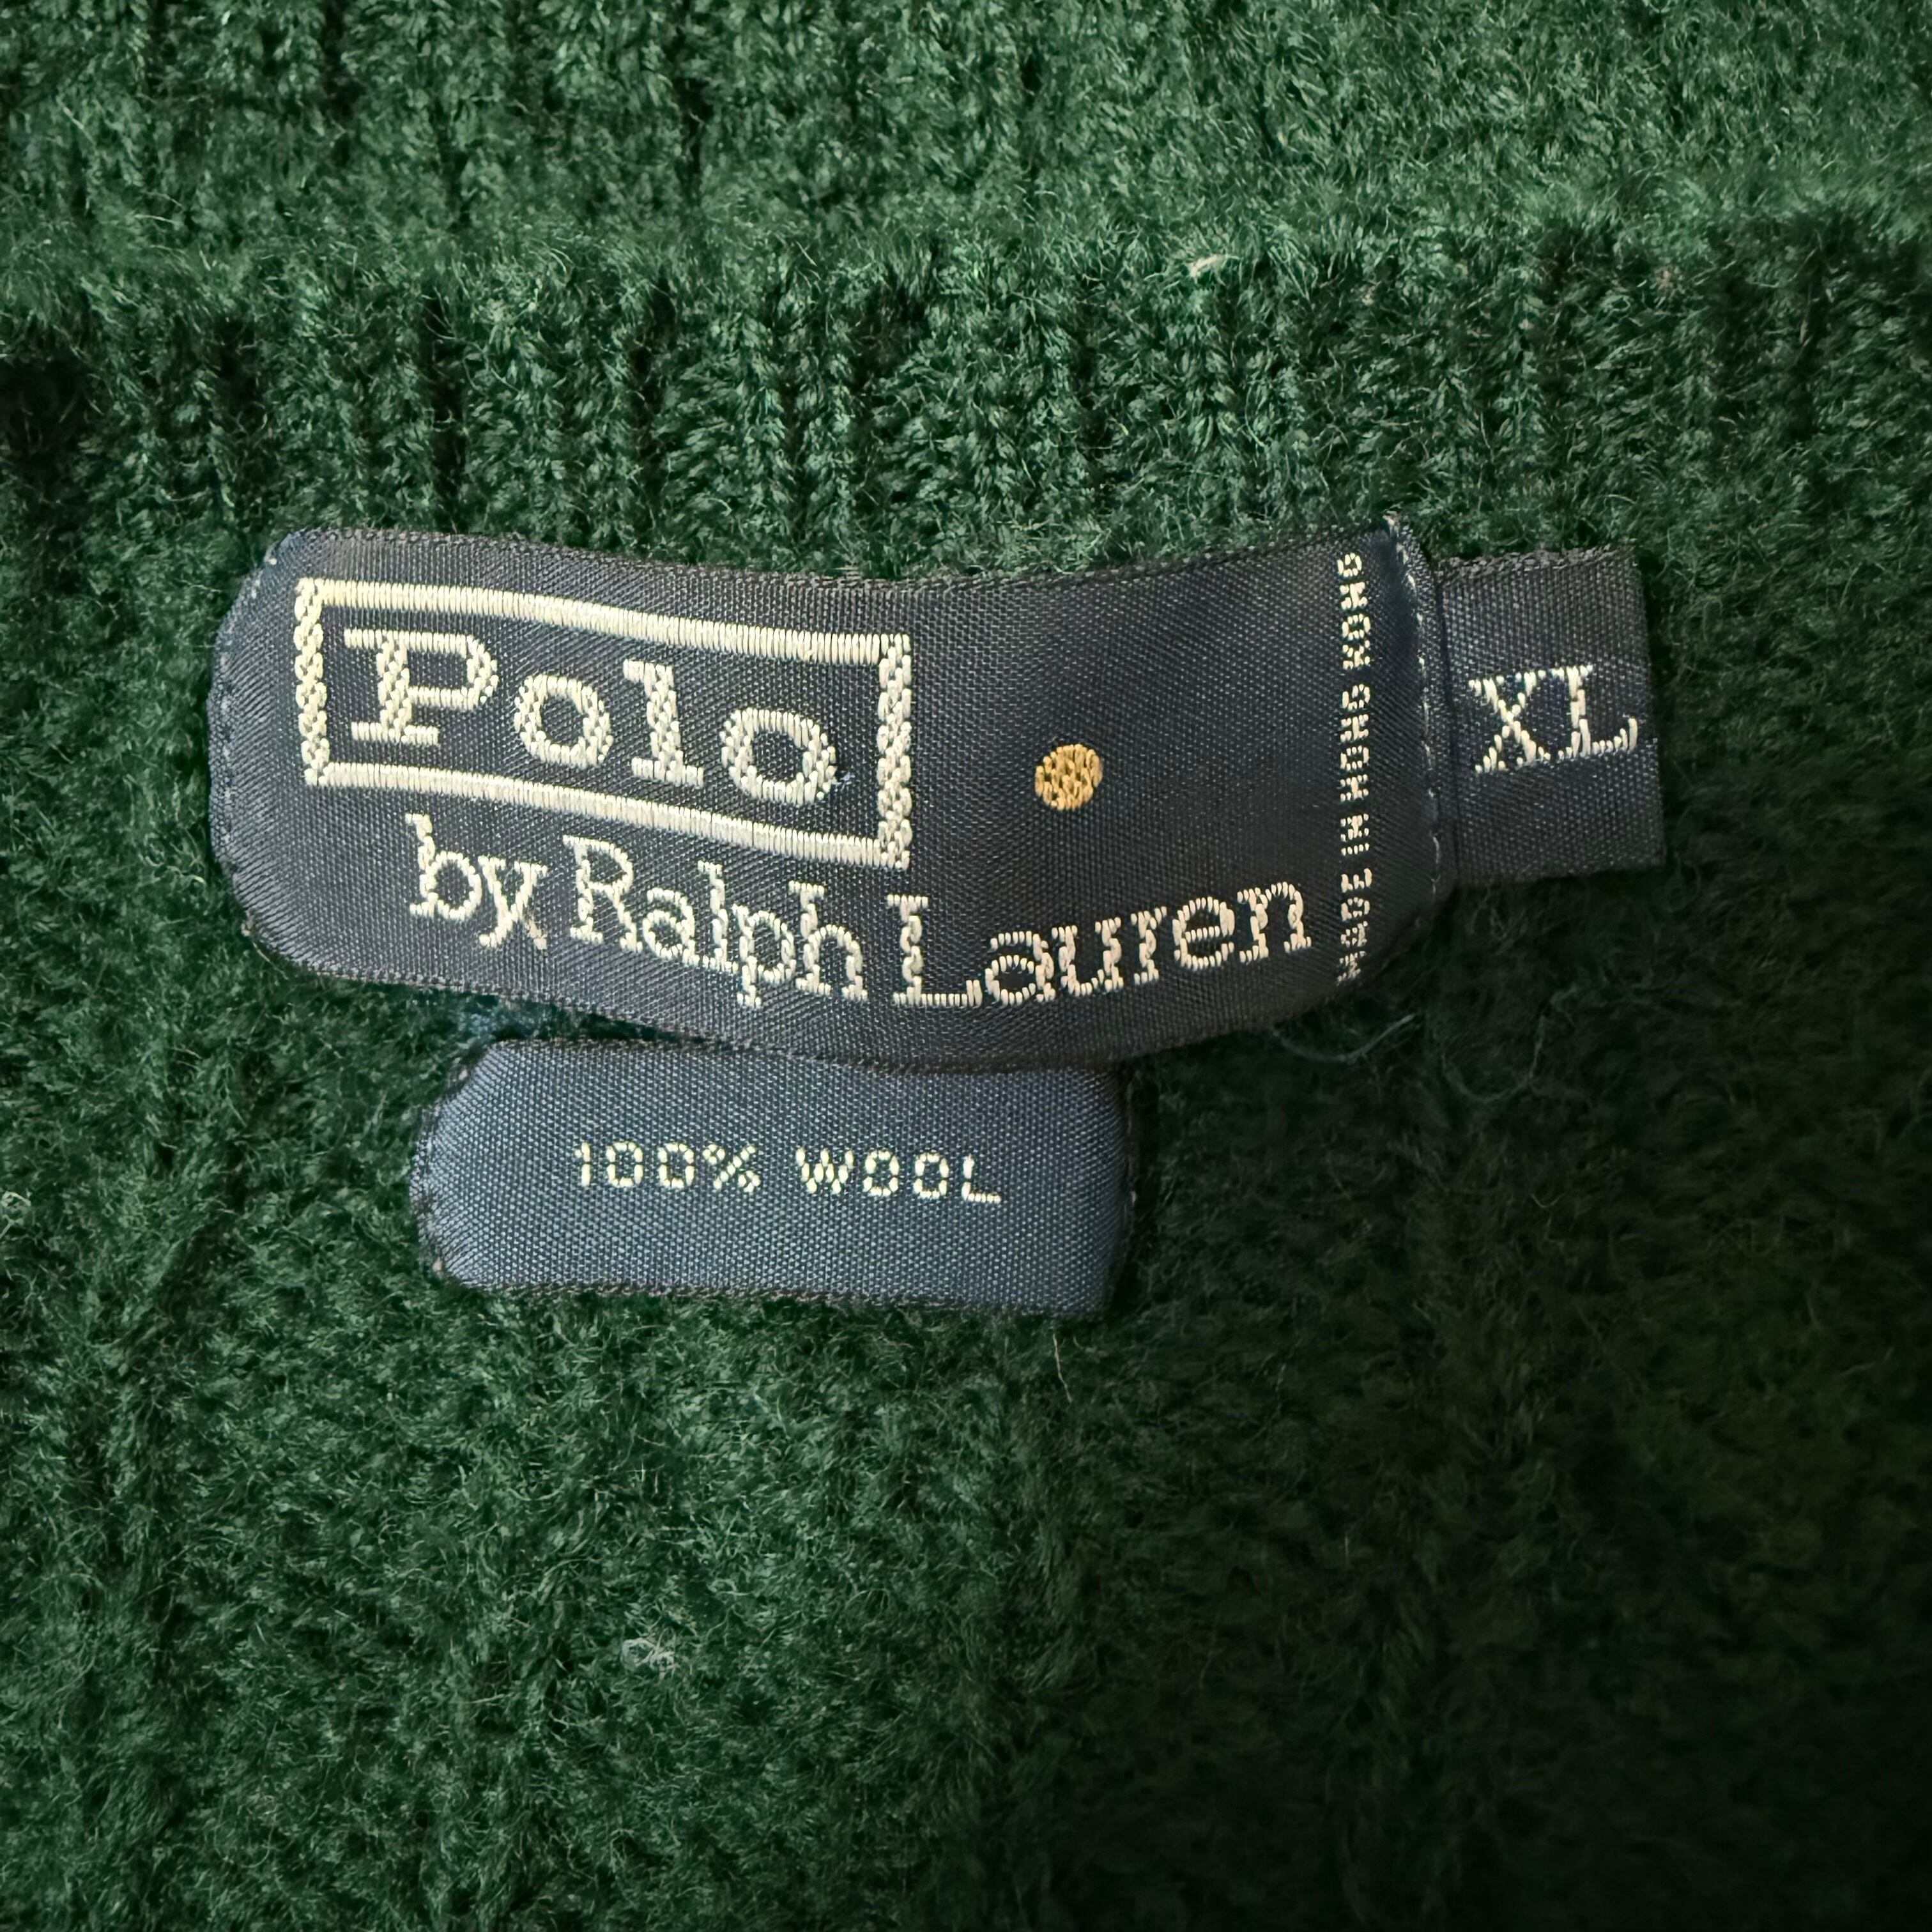 Polo
by Ralph Lauren
MADE IN HONG KONG
XL
100% WOOL